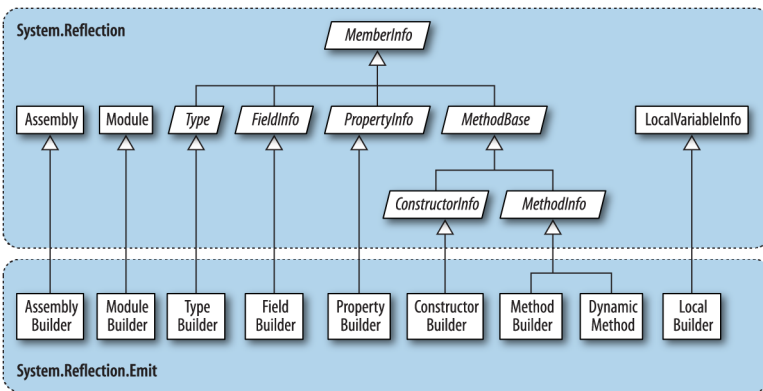 System.Reflection
MemberInfo
Assembly
Module
Type
FieldInfo
PropertyInfo
MethodBase
LocalVariableInfo
ConstructorInfo
MethodInfo
Assembly
Builder
Module
Builder
Type
Builder
Field
Builder
Property
Builder
Constructor
Builder
Method
Builder
Dynamic
Method
Local
Builder
System.Reflection.Emit